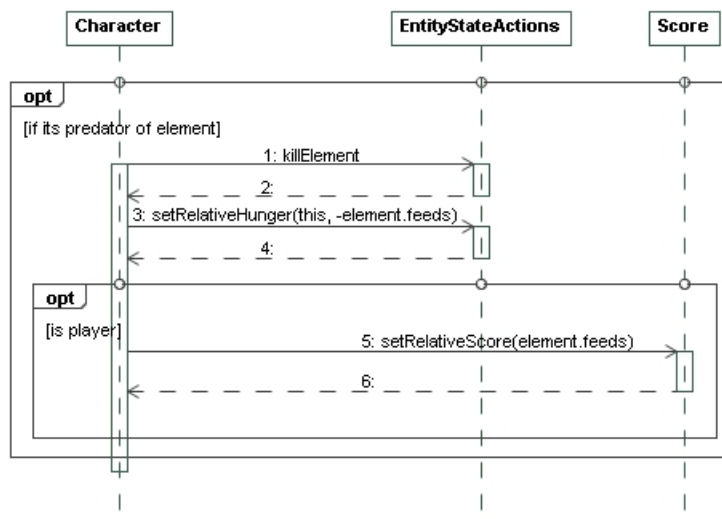 Character
EntityStateActions
Score
opt
[if its predator of element]
1: killElement
2:
3: setRelativeHunger(this, -element.feeds)
4:
opt
[is player]
5: setRelativeScore(element.feeds)
6: